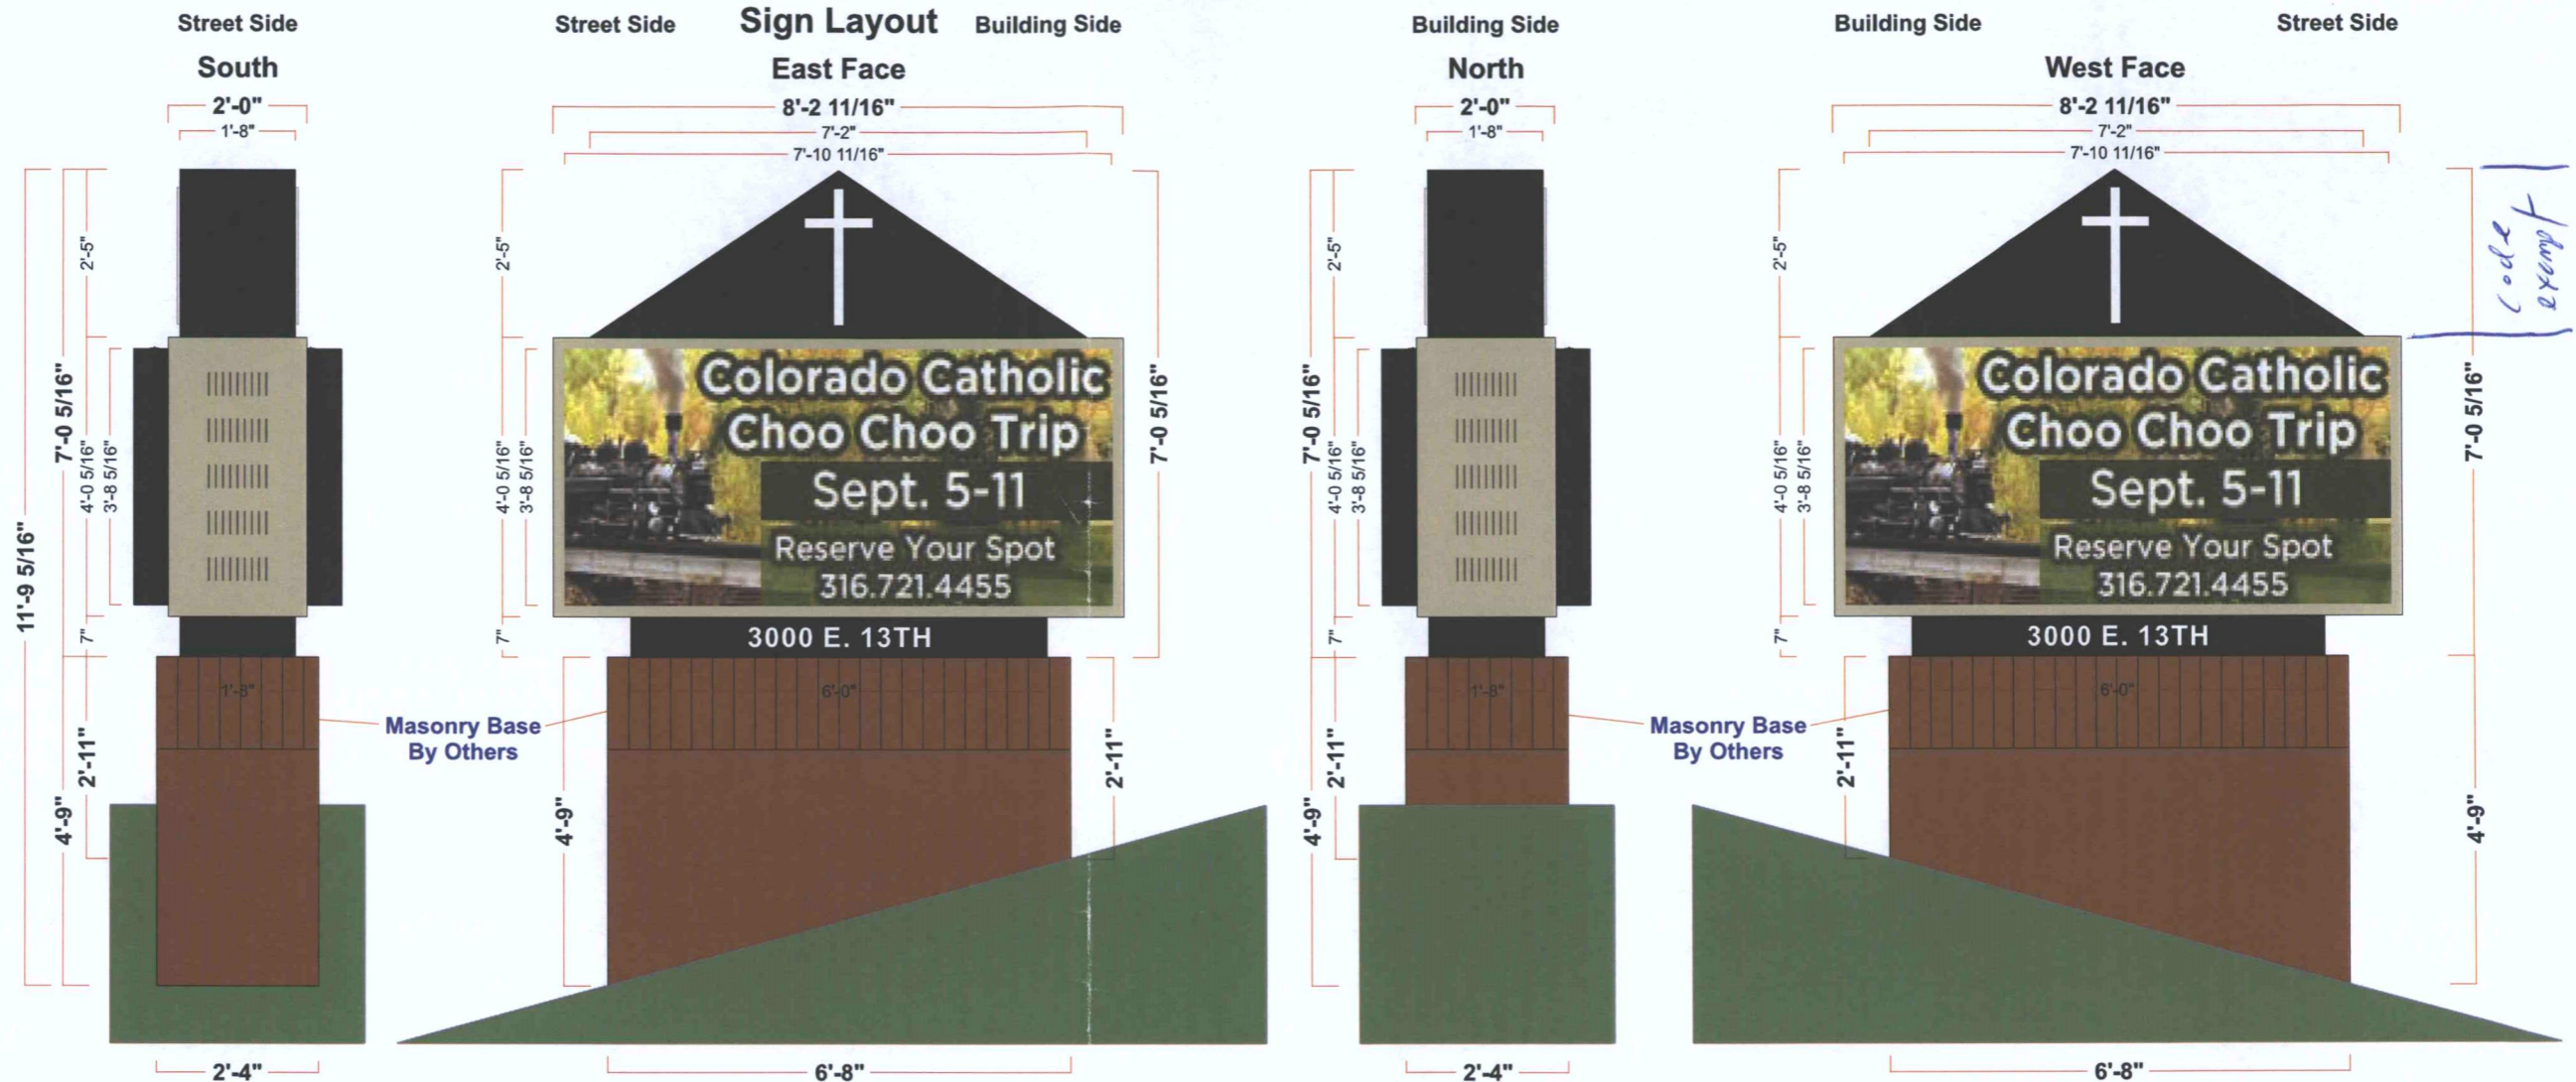 Sign Layout
Street Side
South
2'-0"
1'-8"
11'-9 5/16"
7'-0 5/16"
2'-5"
4'-0 5/16"
3'-8 5/16"
7"
1'-8"
2'-11"
4'-9"
2'-4"
Masonry Base
By Others
Street Side
Building Side
East Face
8'-2 11/16"
7'-2"
7'-10 11/16"
2'-5"
4'-0 5/16"
3'-8 5/16"
7"
7'-0 5/16"
Colorado Catholic
Choo Choo Trip
Sept. 5-11
Reserve Your Spot
316.721.4455
3000 E. 13TH
6'-0"
4'-9"
2'-11"
6'-8"
Building Side
North
2'-0"
1'-8"
7'-0 5/16"
2'-5"
4'-0 5/16"
3'-8 5/16"
7"
1'-8"
2'-11"
4'-9"
2'-4"
Masonry Base
By Others
Building Side
Street Side
West Face
8'-2 11/16"
7'-2"
7'-10 11/16"
2'-5"
4'-0 5/16"
3'-8 5/16"
7"
7'-0 5/16"
code
exempt
Colorado Catholic
Choo Choo Trip
Sept. 5-11
Reserve Your Spot
316.721.4455
3000 E. 13TH
6'-0"
2'-11"
4'-9"
6'-8"